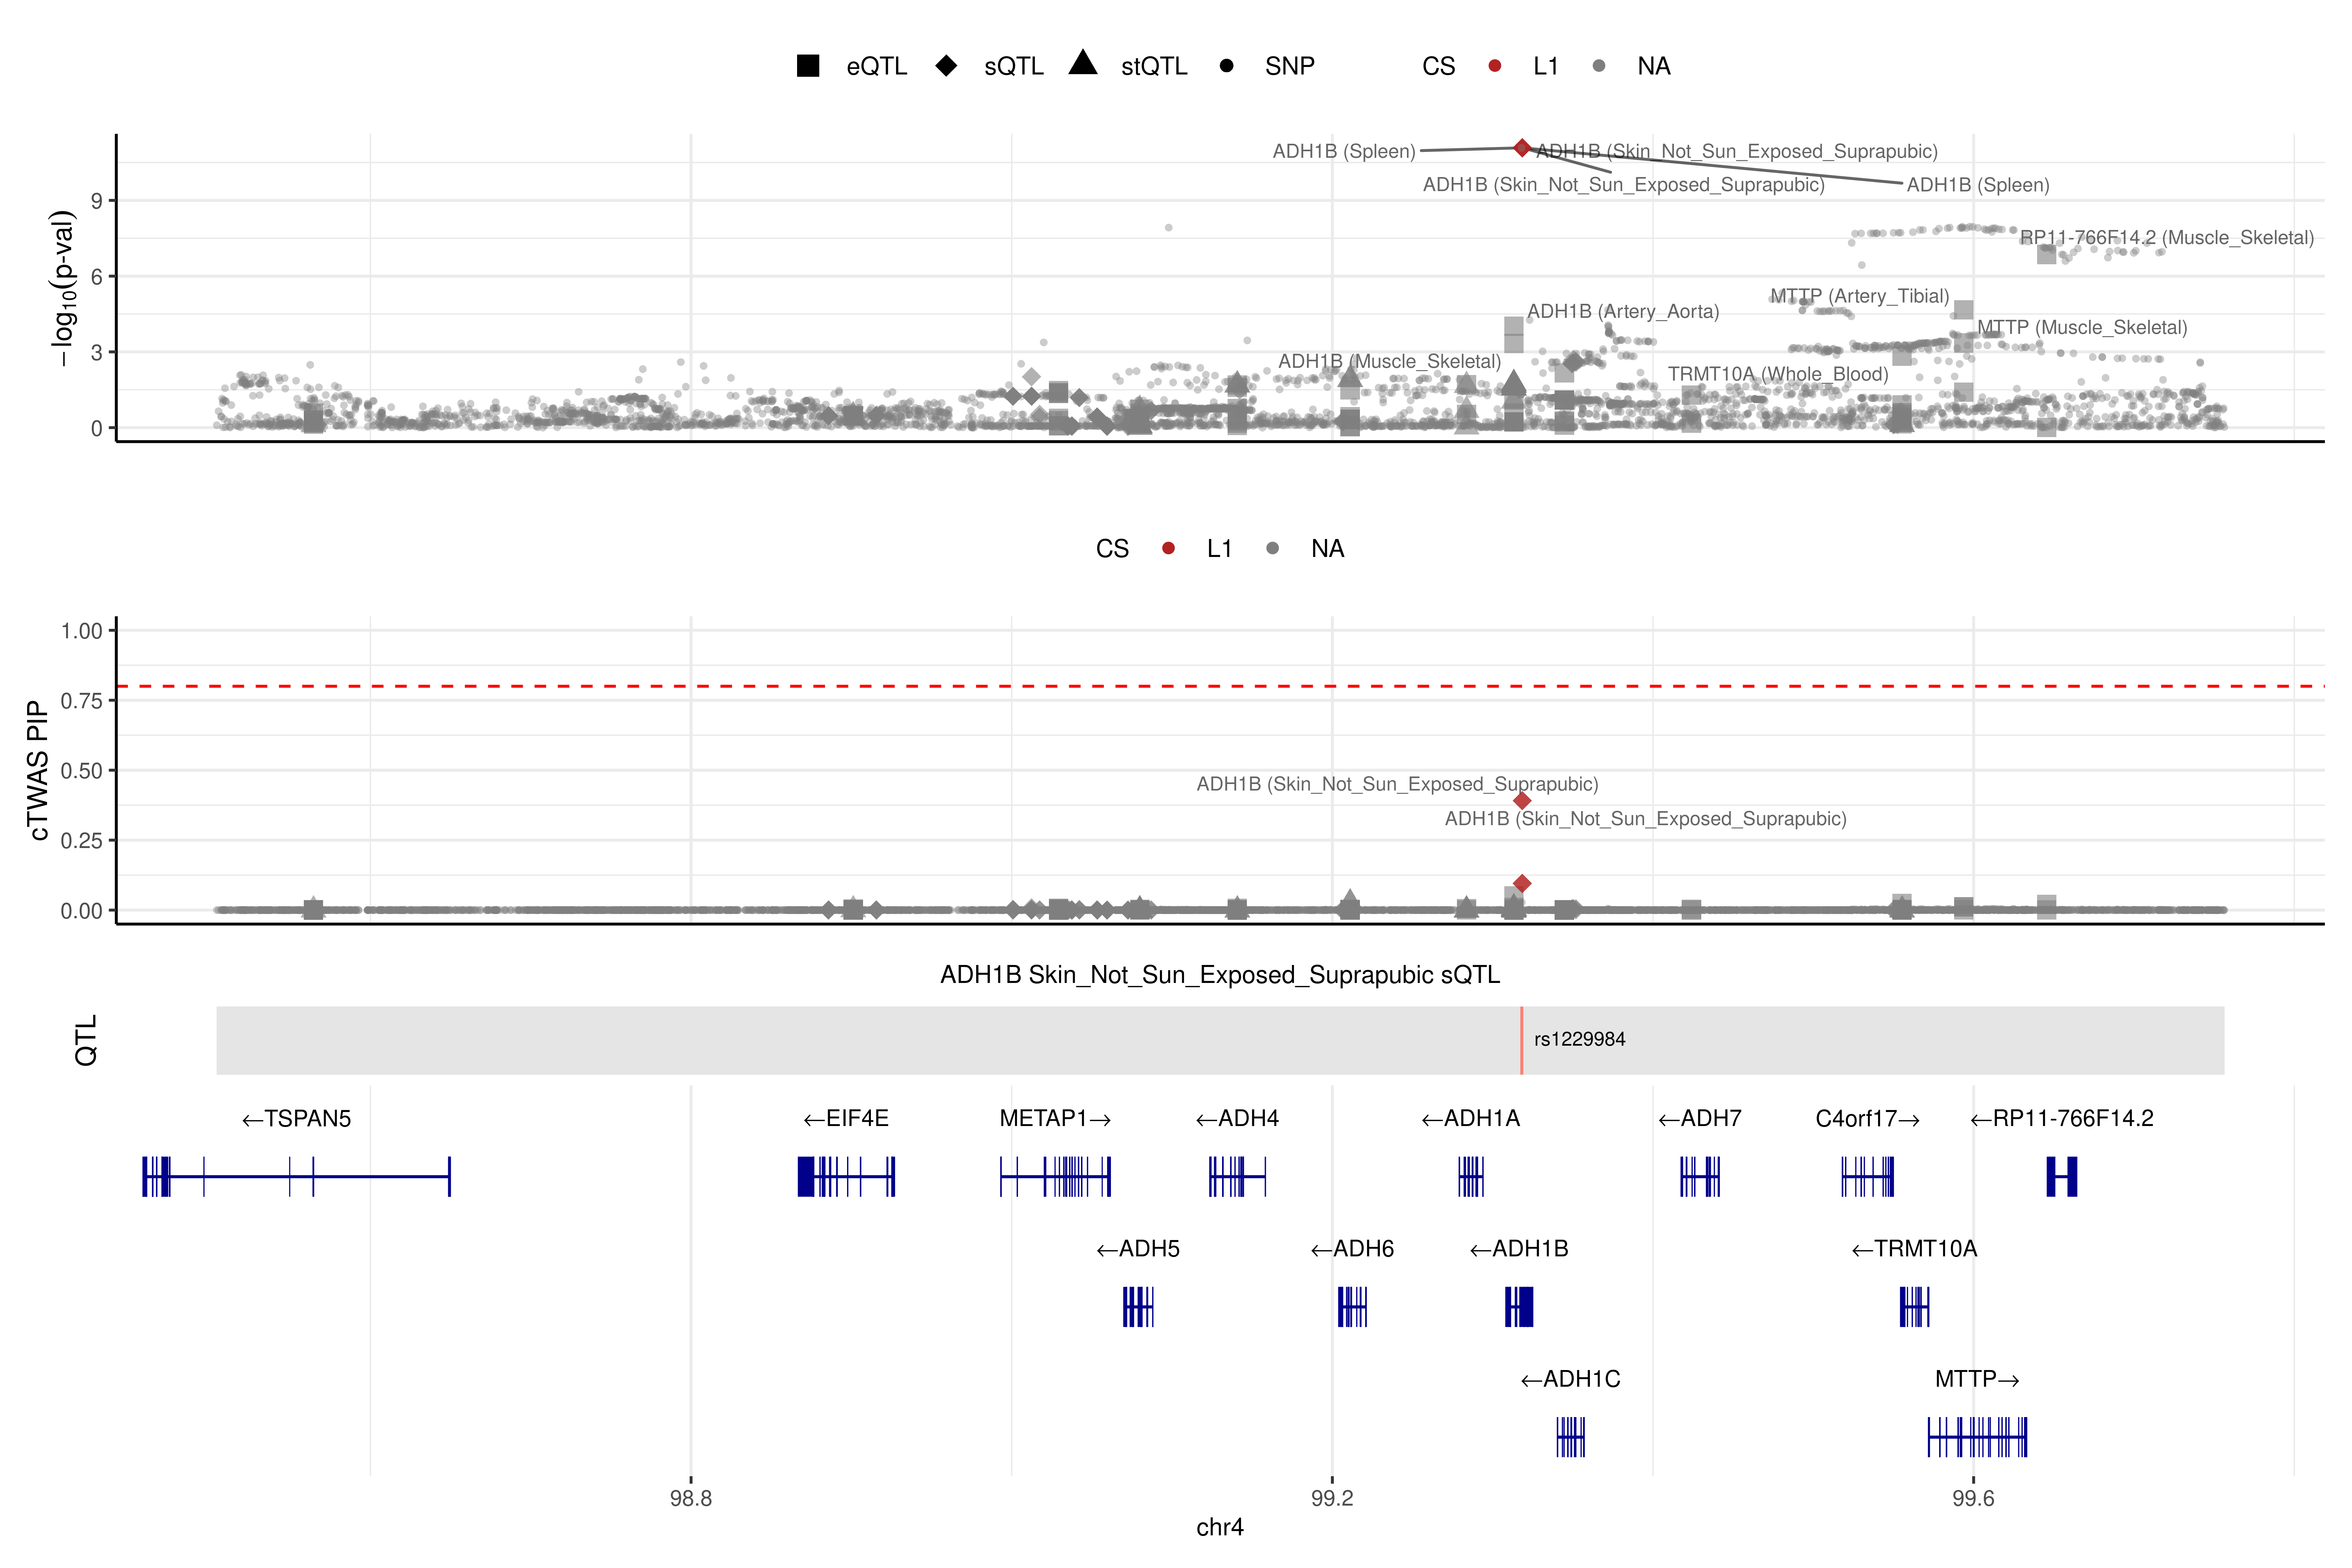 eQTL sQTL stQTL SNP CS L1 NA
ADH1B (Spleen) ADH1B (Skin_Not_Sun_Exposed_Suprapubic)
ADH1B (Skin_Not_Sun_Exposed_Suprapubic) ADH1B (Spleen)
RP11-766F14.2 (Muscle_Skeletal)
MTTP (Artery_Tibial)
ADH1B (Artery_Aorta)
MTTP (Muscle_Skeletal)
ADH1B (Muscle_Skeletal)
TRMT10A (Whole_Blood)
−log10(p-val)
9
6
3
0
CS L1 NA
cTWAS PIP
1.00
0.75
0.50
0.25
0.00
ADH1B (Skin_Not_Sun_Exposed_Suprapubic)
ADH1B (Skin_Not_Sun_Exposed_Suprapubic)
ADH1B Skin_Not_Sun_Exposed_Suprapubic sQTL
QTL
rs1229984
←TSPAN5 ←EIF4E METAP1→ ←ADH4 ←ADH1A ←ADH7 C4orf17→ ←RP11-766F14.2
←ADH5 ←ADH6 ←ADH1B ←TRMT10A
←ADH1C MTTP→
98.8 99.2 99.6
chr4